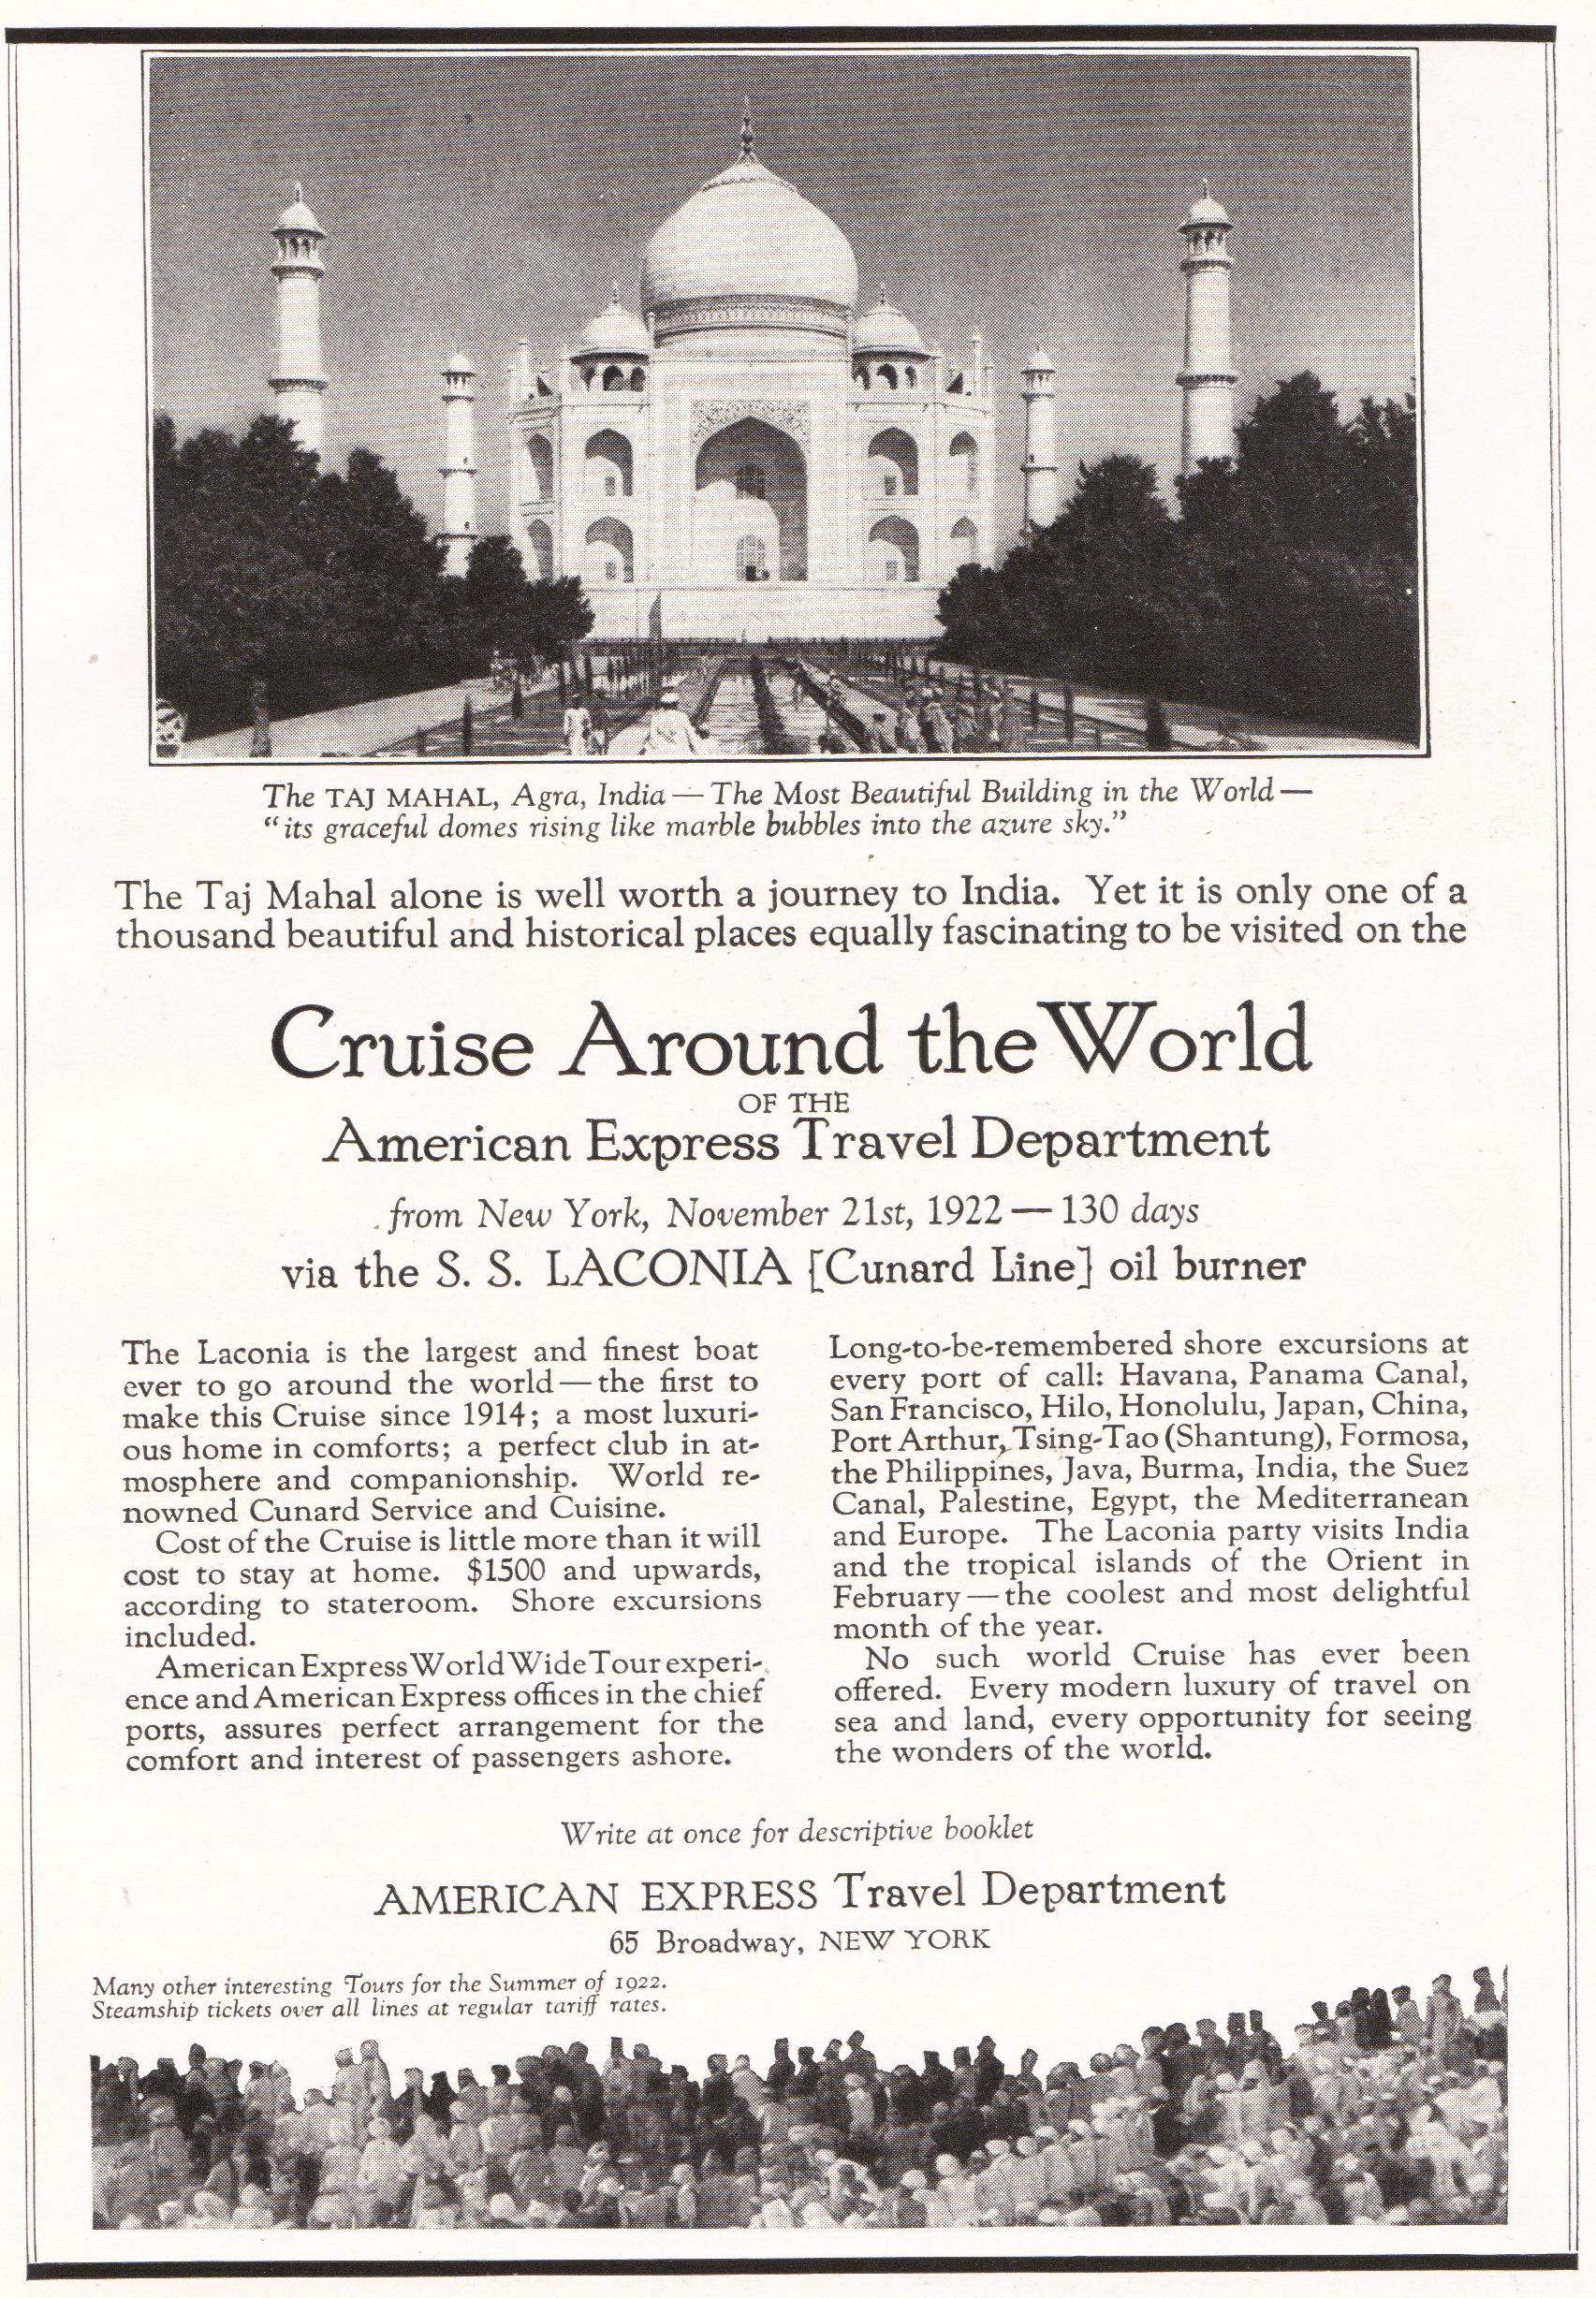 The TAJ MAHAL, Agra, India — The Most Beautiful Building in the World —
“its graceful domes rising like marble bubbles into the azure sky.”
The Taj Mahal alone is well worth a journey to India. Yet it is only one of a
thousand beautiful and historical places equally fascinating to be visited on the
Cruise Around the World
OF THE
American Express Travel Department
from New York, November 21st, 1922 — 130 days
via the S. S. LACONIA [Cunard Line] oil burner
The Laconia is the largest and finest boat
ever to go around the world — the first to
make this Cruise since 1914; a most luxuri-
ous home in comforts; a perfect club in at-
mosphere and companionship. World re-
nowned Cunard Service and Cuisine.
Cost of the Cruise is little more than it will
cost to stay at home. $1500 and upwards,
according to stateroom. Shore excursions
included.
American Express World Wide Tour experi-
ence and American Express offices in the chief
ports, assures perfect arrangement for the
comfort and interest of passengers ashore.
Long-to-be-remembered shore excursions at
every port of call: Havana, Panama Canal,
San Francisco, Hilo, Honolulu, Japan, China,
Port Arthur, Tsing-Tao (Shantung), Formosa,
the Philippines, Java, Burma, India, the Suez
Canal, Palestine, Egypt, the Mediterranean
and Europe. The Laconia party visits India
and the tropical islands of the Orient in
February — the coolest and most delightful
month of the year.
No such world Cruise has ever been
offered. Every modern luxury of travel on
sea and land, every opportunity for seeing
the wonders of the world.
Write at once for descriptive booklet
AMERICAN EXPRESS Travel Department
65 Broadway, NEW YORK
Many other interesting Tours for the Summer of 1922.
Steamship tickets over all lines at regular tariff rates.